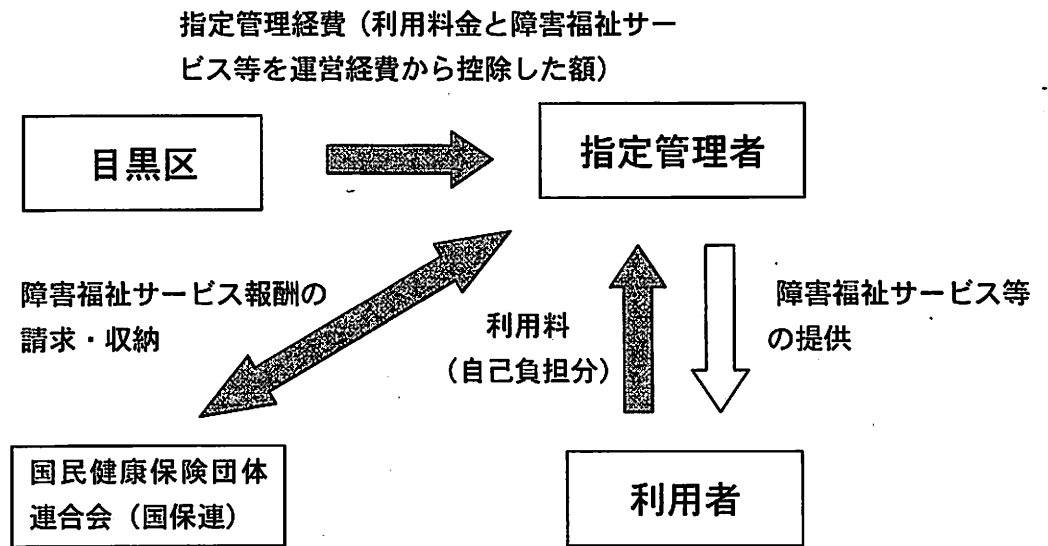 指定管理経費（利用料金と障害福祉サー
ビス等を運営経費から控除した額）
目黒区
指定管理者
障害福祉サービス報酬の
請求・収納
利用料
（自己負担分）
障害福祉サービス等
の提供
国民健康保険団体
連合会（国保連）
利用者